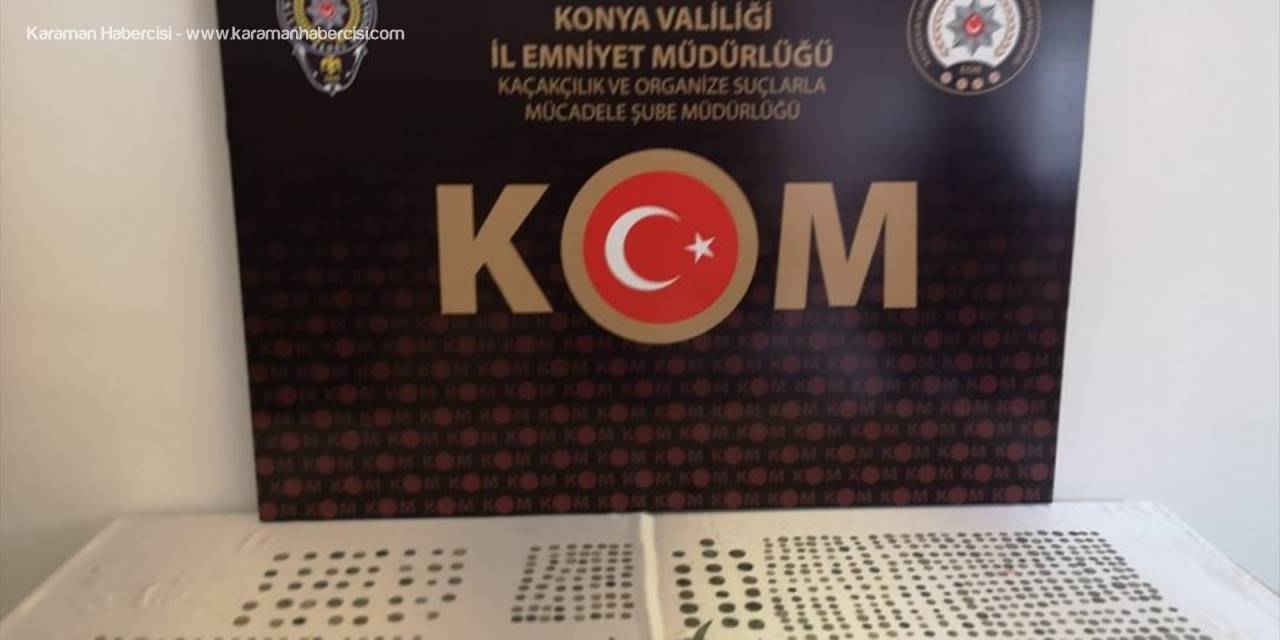 Karaman Habercisi - www.karamanhabercisi.com
KONYA VALİLİĞİ
İL EMNİYET MÜDÜRLÜĞÜ
KAÇAKÇILIK VE ORGANİZE SUÇLARLA
MÜCADELE ŞUBE MÜDÜRLÜĞÜ
KOM